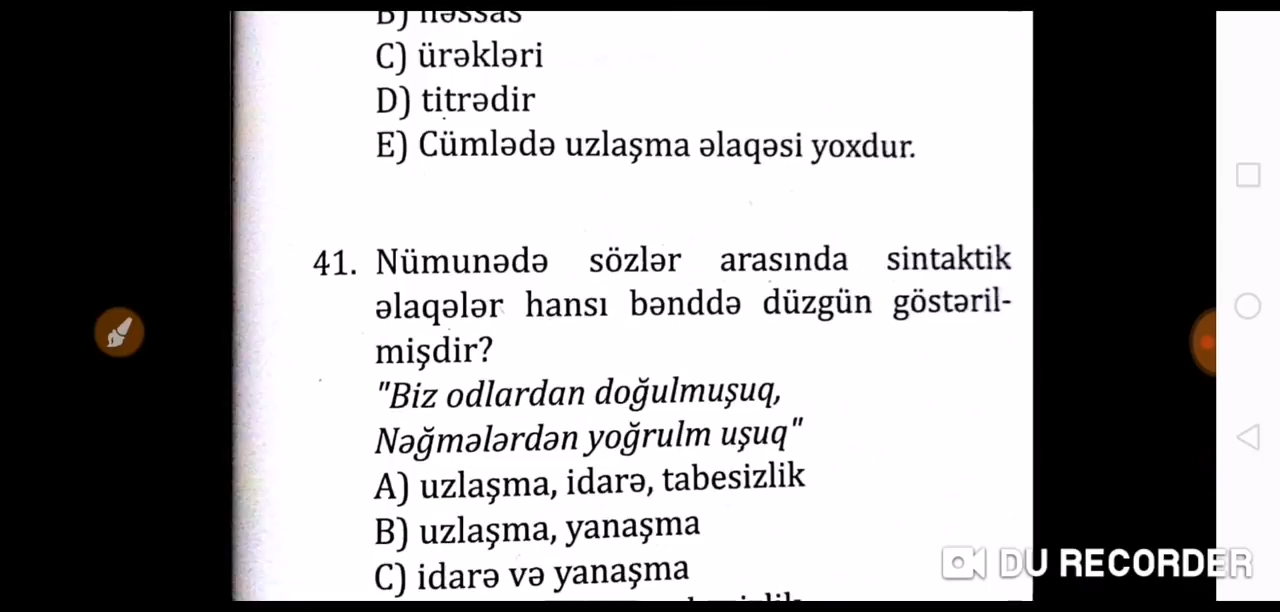 C) ürəkləri
D) titrədir
E) Cümlədə uzlaşma əlaqəsi yoxdur.
41. Nümunədə sözlər arasında sintaktik
əlaqələr hansı bənddə düzgün göstəril-
mişdir?
"Biz odlardan doğulmuşuq,
Nəğmələrdən yoğrulm uşuq"
A) uzlaşma, idarə, tabesizlik
B) uzlaşma, yanaşma
C) idarə və yanaşma
DU RECORDER